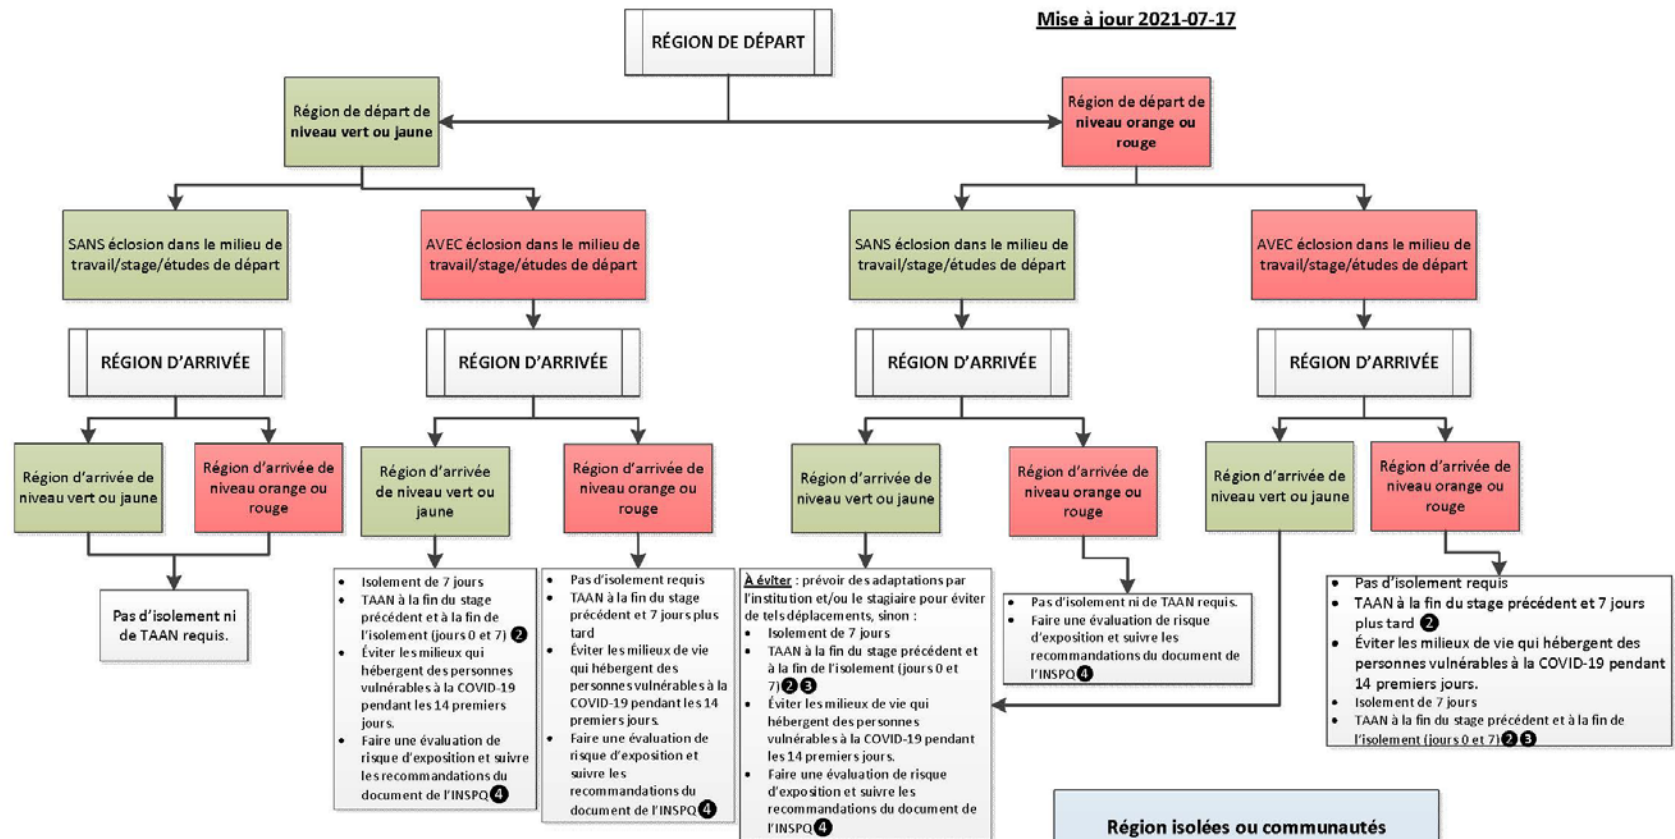 Mise à jour 2021-07-17
RÉGION DE DÉPART
Région de départ de
niveau vert ou jaune
Région de départ de
niveau orange ou
rouge
SANS éclosion dans le milieu de
travail/stage/études de départ
AVEC éclosion dans le milieu de
travail/stage/études de départ
SANS éclosion dans le milieu de
travail/stage/études de départ
AVEC éclosion dans le milieu de
travail/stage/études de départ
RÉGION D'ARRIVÉE
RÉGION D'ARRIVÉE
RÉGION D'ARRIVÉE
RÉGION D'ARRIVÉE
Région d'arrivée de
niveau vert ou jaune
Région d'arrivée de
niveau orange ou
rouge
Région d'arrivée
de niveau vert ou
jaune
Région d'arrivée de
niveau orange ou
rouge
Région d'arrivée de
niveau vert ou jaune
Région d'arrivée de
niveau orange ou
rouge
Région d'arrivée de
niveau vert ou jaune
Région d'arrivée de
niveau orange ou
rouge
Pas d'isolement ni
de TAAN requis.
• Isolement de 7 jours
• TAAN à la fin du stage
précédent et à la fin de
l'isolement (jours 0 et 7) ❷
• Éviter les milieux qui
hébergent des personnes
vulnérables à la COVID-19
pendant les 14 premiers
jours.
• Faire une évaluation de
risque d'exposition et suivre
les recommandations du
document de l'INSPQ ❹
• Pas d'isolement requis
• TAAN à la fin du stage
précédent et 7 jours plus
tard
• Éviter les milieux de vie
qui hébergent des
personnes vulnérables à la
COVID-19 pendant les 14
premiers jours.
• Faire une évaluation de
risque d'exposition et
suivre les
recommandations du
document de l'INSPQ ❹
À éviter : prévoir des adaptations par
l'institution et/ou le stagiaire pour éviter
de tels déplacements, sinon :
• Isolement de 7 jours
• TAAN à la fin du stage précédent et
à la fin de l'isolement (jours 0 et
7) ❷ ❸
• Éviter les milieux de vie qui
hébergent des personnes
vulnérables à la COVID-19 pendant
les 14 premiers jours.
• Faire une évaluation de risque
d'exposition et suivre les
recommandations du document de
l'INSPQ ❹
• Pas d'isolement ni de TAAN requis.
• Faire une évaluation de risque
d'exposition et suivre les
recommandations du document de
l'INSPQ ❹
• Pas d'isolement requis
• TAAN à la fin du stage précédent et 7 jours
plus tard ❷
• Éviter les milieux de vie qui hébergent des
personnes vulnérables à la COVID-19 pendant
14 premiers jours.
• Isolement de 7 jours
• TAAN à la fin du stage précédent et à la fin de
l'isolement (jours 0 et 7) ❷ ❸
Région isolées ou communautés